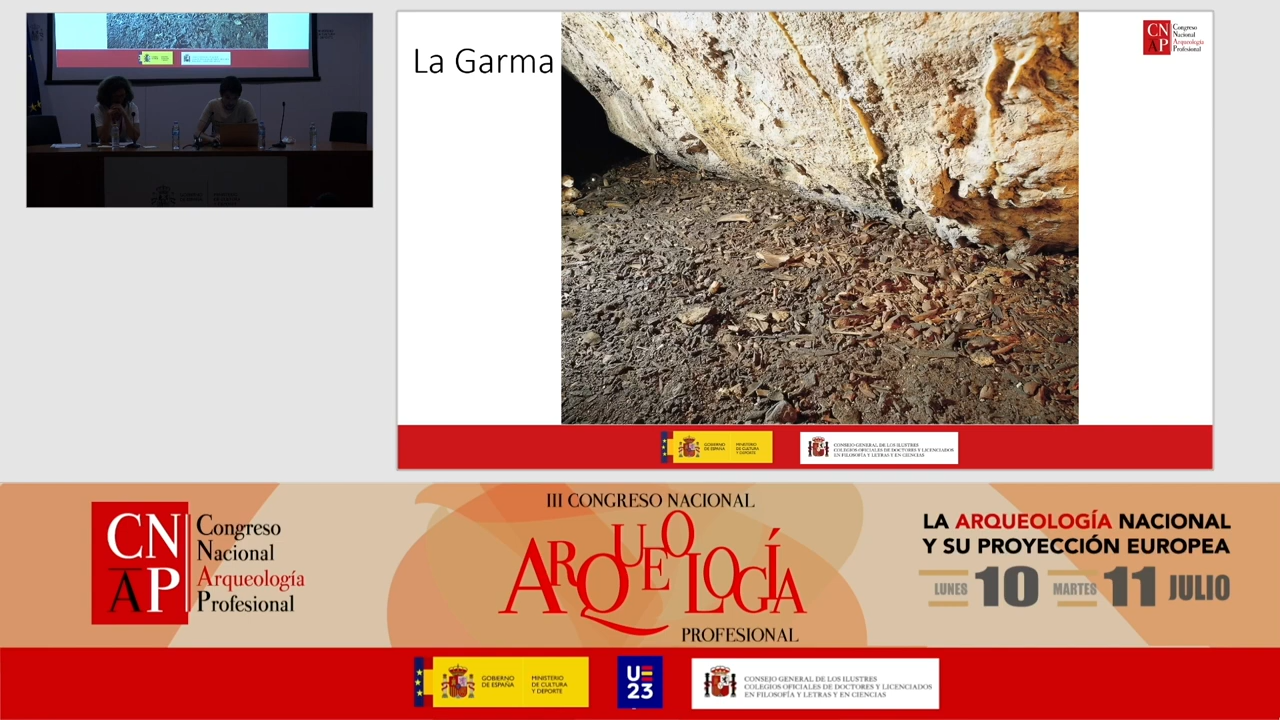 La Garma
CN
AP
Congreso
Nacional
Arqueología
Profesional
GOBIERNO
DE ESPAÑA
MINISTERIO
DE CULTURA
Y DEPORTE
CONSEJO GENERAL DE LOS ILUSTRES
COLEGIOS OFICIALES DE DOCTORES Y LICENCIADOS
EN FILOSOFÍA Y LETRAS Y EN CIENCIAS
CN
AP
Congreso
Nacional
Arqueología
Profesional
III CONGRESO NACIONAL
ARQUEOLOGÍA
PROFESIONAL
LA ARQUEOLOGÍA NACIONAL
Y SU PROYECCIÓN EUROPEA
LUNES 10 MARTES 11 JULIO
GOBIERNO
DE ESPAÑA
MINISTERIO
DE CULTURA
Y DEPORTE
UE
23
CONSEJO GENERAL DE LOS ILUSTRES
COLEGIOS OFICIALES DE DOCTORES Y LICENCIADOS
EN FILOSOFÍA Y LETRAS Y EN CIENCIAS